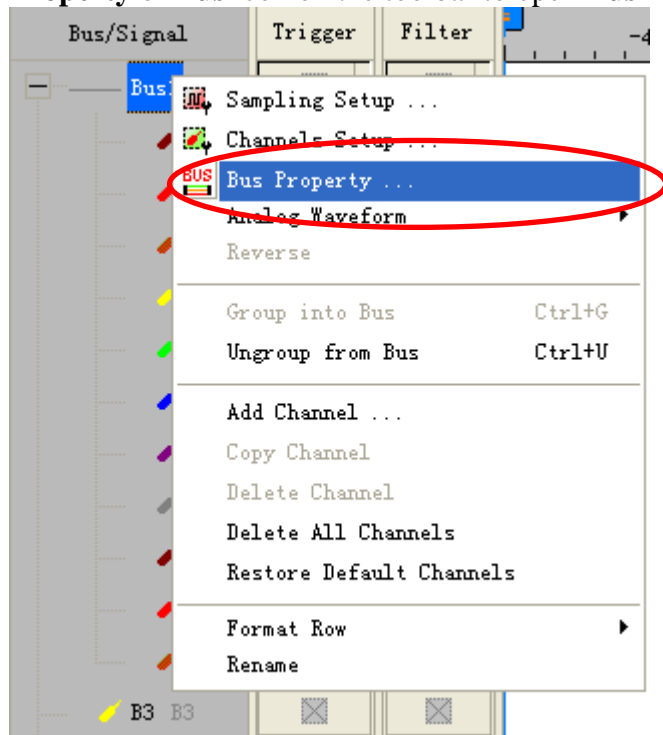 Bus/Signal Trigger Filter -4
Bus1
Sampling Setup ...
Channels Setup ...
BUS Bus Property ...
Analog Waveform
Reverse
Group into Bus Ctrl+G
Ungroup from Bus Ctrl+U
Add Channel ...
Copy Channel
Delete Channel
Delete All Channels
Restore Default Channels
Format Row
Rename
B3 B3